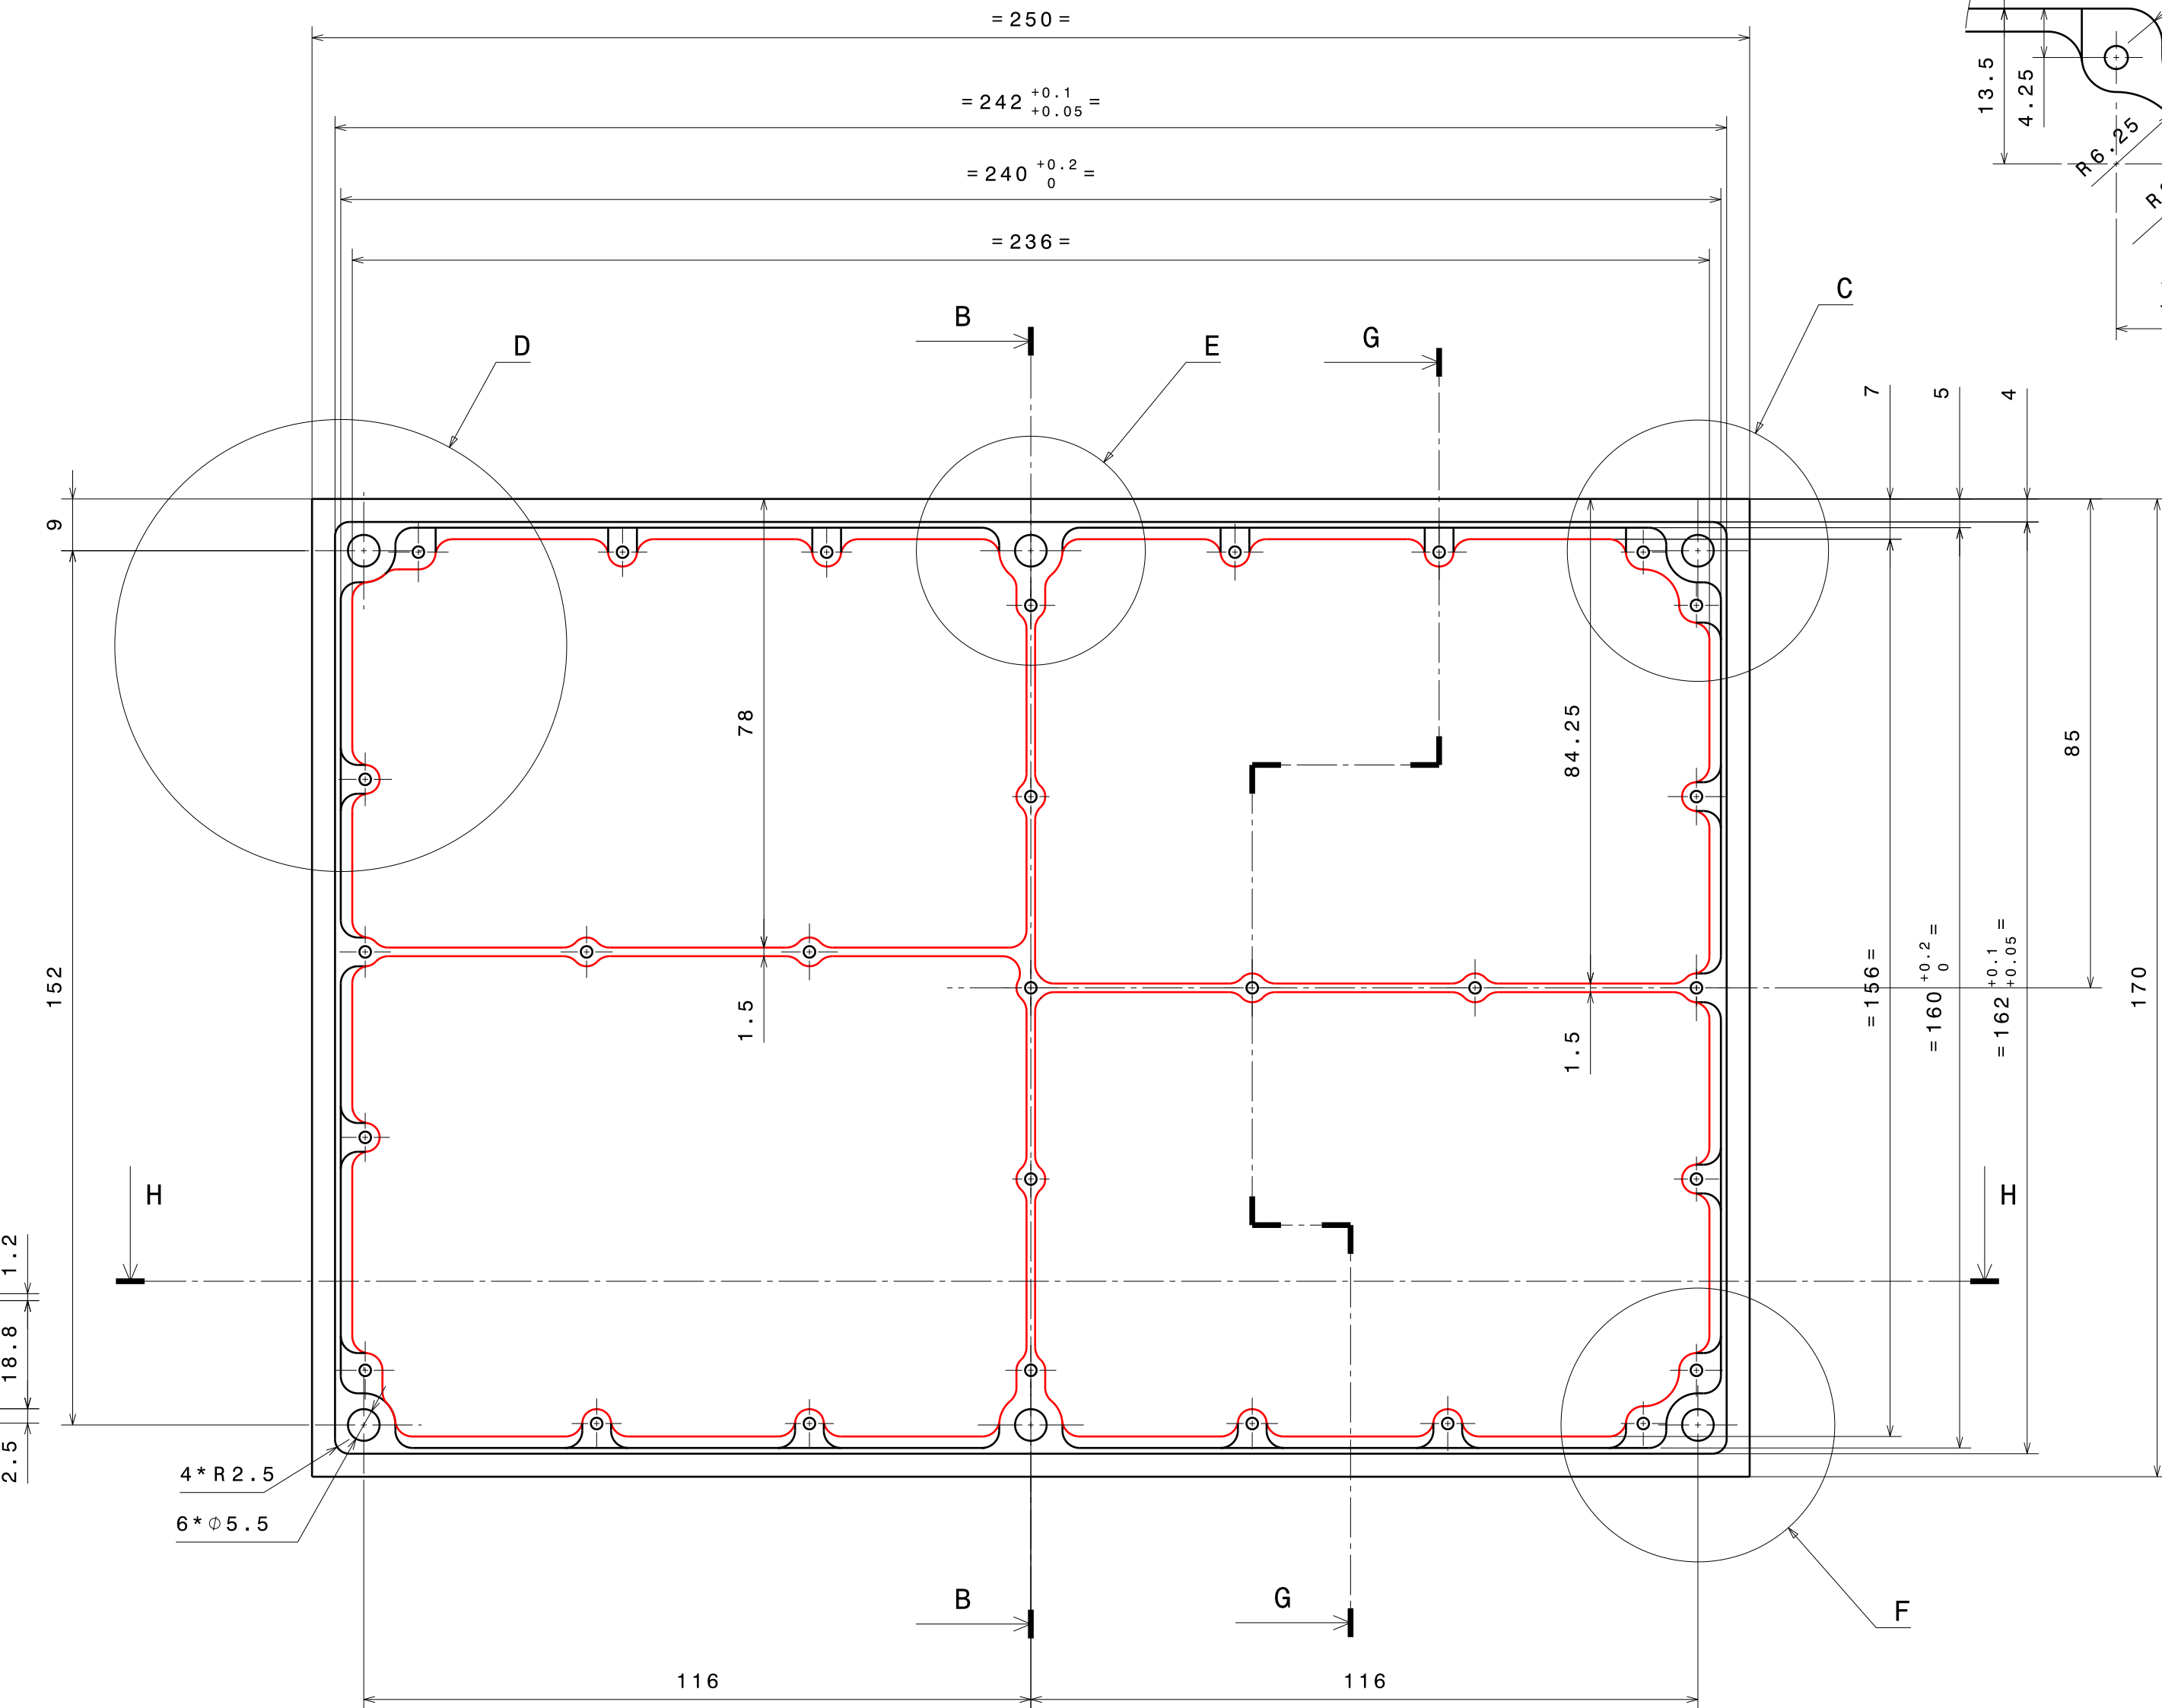 =250=
=242 +0.1 +0.05 =
=240 +0.2 0 =
=236=
13.5
4.25
R6.25
C
B
G
D
E
7
5
4
9
78
84.25
85
152
1.5
1.5
=156=
=160 +0.2 0 =
=162 +0.1 +0.05 =
170
H
H
1.2
18.8
2.5
4*R2.5
6*⌀5.5
B
G
F
116
116